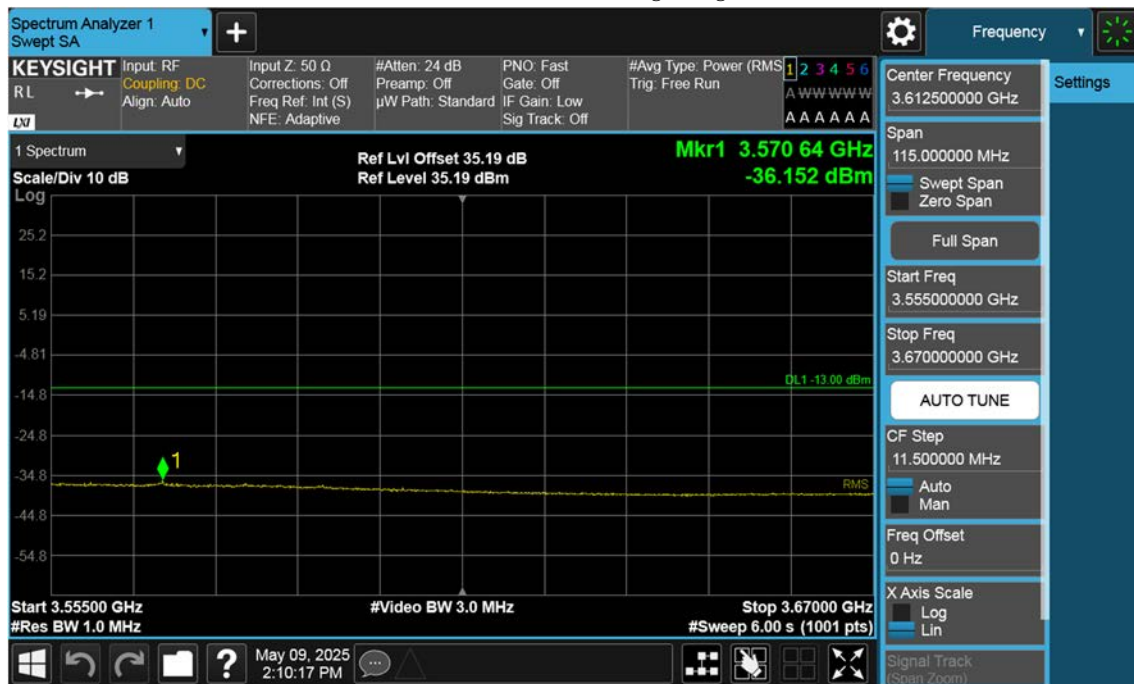 Spectrum Analyzer 1
Swept SA
+
Frequency
KEYSIGHT
RL
LXI
Input: RF
Coupling: DC
Align: Auto
Input Z: 50 Ω
Corrections: Off
Freq Ref: Int (S)
NFE: Adaptive
#Atten: 24 dB
Preamp: Off
µW Path: Standard
PNO: Fast
Gate: Off
IF Gain: Low
Sig Track: Off
#Avg Type: Power (RMS
Trig: Free Run
1 2 3 4 5 6
A W W W W W
A A A A A A
1 Spectrum
Scale/Div 10 dB
Ref Lvl Offset 35.19 dB
Ref Level 35.19 dBm
Mkr1 3.570 64 GHz
-36.152 dBm
Log
25.2
15.2
5.19
-4.81
-14.8
-24.8
-34.8
-44.8
-54.8
DL1 -13.00 dBm
1
RMS
Start 3.55500 GHz
#Res BW 1.0 MHz
#Video BW 3.0 MHz
Stop 3.67000 GHz
#Sweep 6.00 s (1001 pts)
?
May 09, 2025
2:10:17 PM
Center Frequency
3.612500000 GHz
Span
115.000000 MHz
Swept Span
Zero Span
Full Span
Start Freq
3.555000000 GHz
Stop Freq
3.670000000 GHz
AUTO TUNE
CF Step
11.500000 MHz
Auto
Man
Freq Offset
0 Hz
X Axis Scale
Log
Lin
Signal Track
(Span Zoom)
Settings